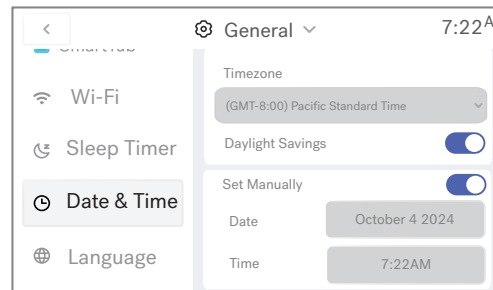 General
7:22A
Wi-Fi
Sleep Timer
Date & Time
Language
Timezone
(GMT-8:00) Pacific Standard Time
Daylight Savings
Set Manually
Date
October 4 2024
Time
7:22AM